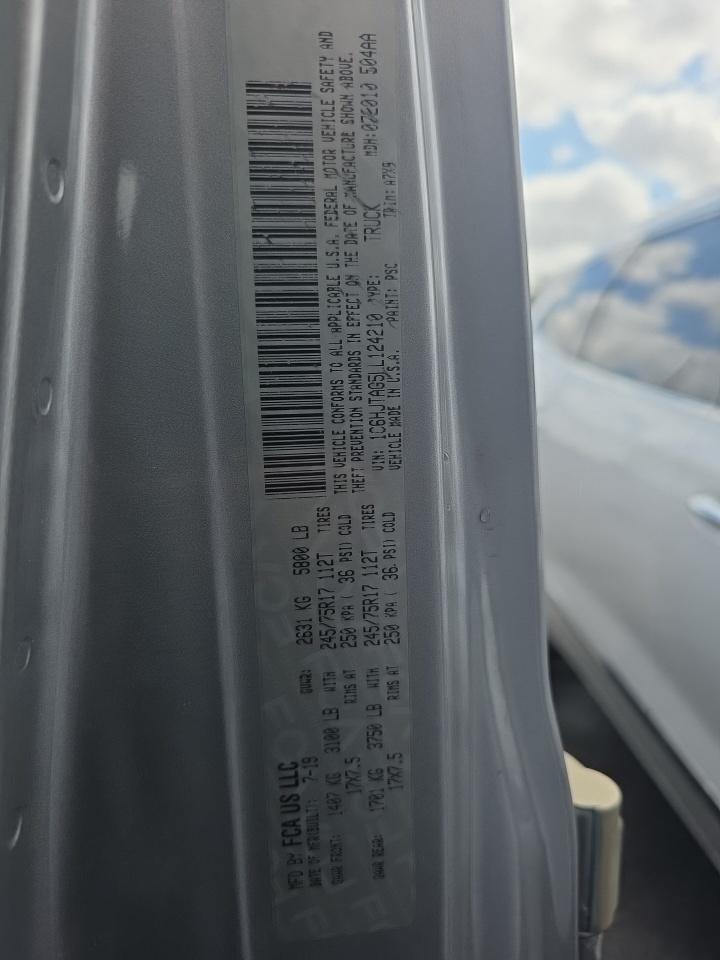 MFD BY FCA US LLC
DATE OF MFR(BUILT): 7-19 GVWR: 2631 KG 5800 LB
GAWR FRONT: 1407 KG 3100 LB WITH 245/75R17 112T TIRES
17X7.5 RIMS AT 250 KPA ( 36 PSI) COLD
GAWR REAR: 1701 KG 3750 LB WITH 245/75R17 112T TIRES
17X7.5 RIMS AT 250 KPA ( 36 PSI) COLD
THIS VEHICLE CONFORMS TO ALL APPLICABLE U.S.A. FEDERAL MOTOR VEHICLE SAFETY AND
THEFT PREVENTION STANDARDS IN EFFECT ON THE DATE OF MANUFACTURE SHOWN ABOVE.
VIN: 1C6HJTAG5LL124210 TYPE: TRUCK MDH: 504AA
VEHICLE MADE IN U.S.A. PAINT: PSC TRIM: A7X9